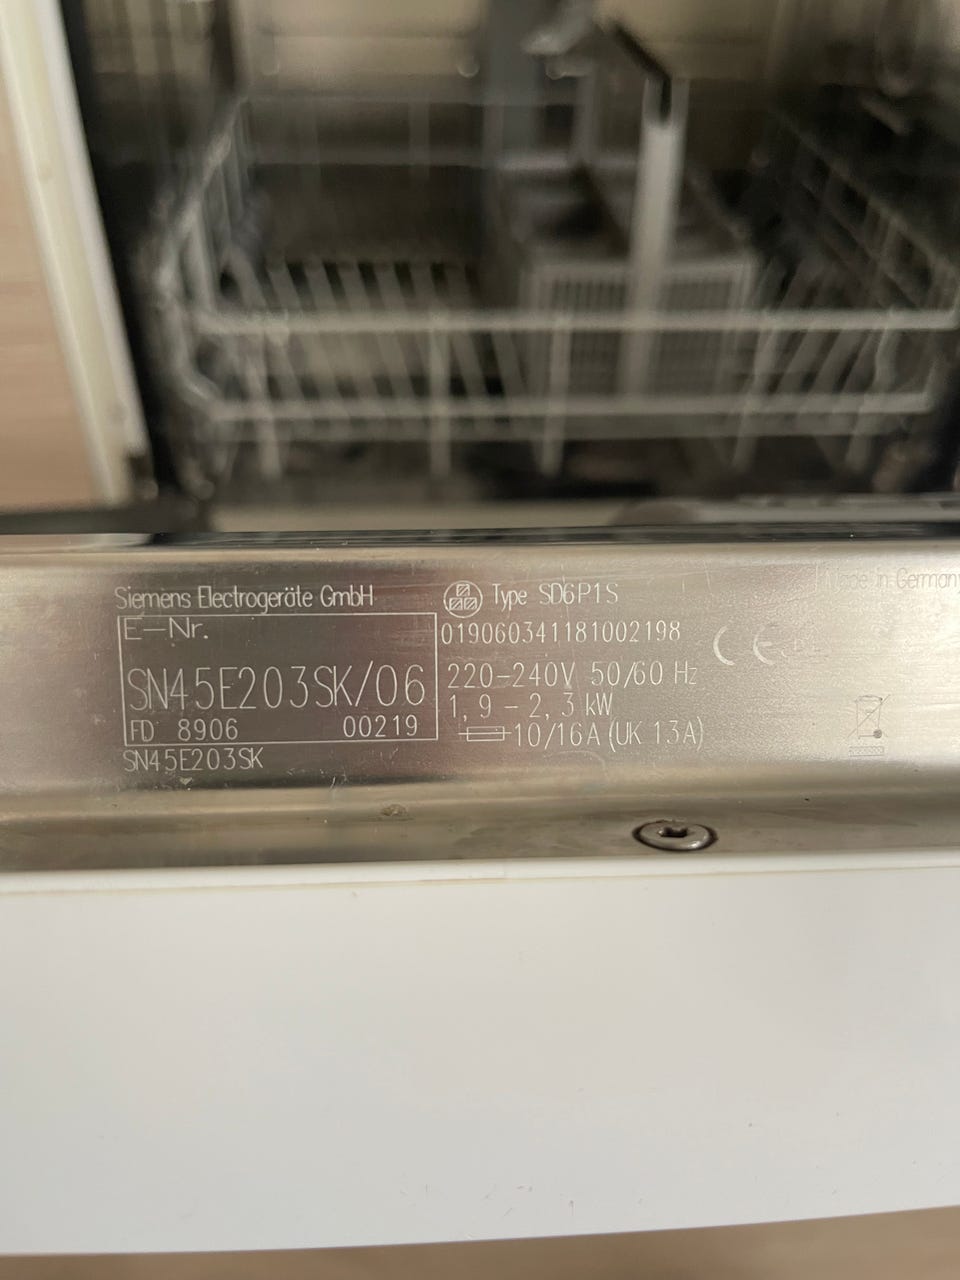 Siemens Electrogeräte GmbH
E-Nr.
SN45E203SK/06
FD 8906 00219
SN45E203SK
Type SD6P1S
019060341181002198
220-240V 50/60 Hz
1,9 - 2,3 kW
10/16A (UK 13A)
Made in Germany
CE